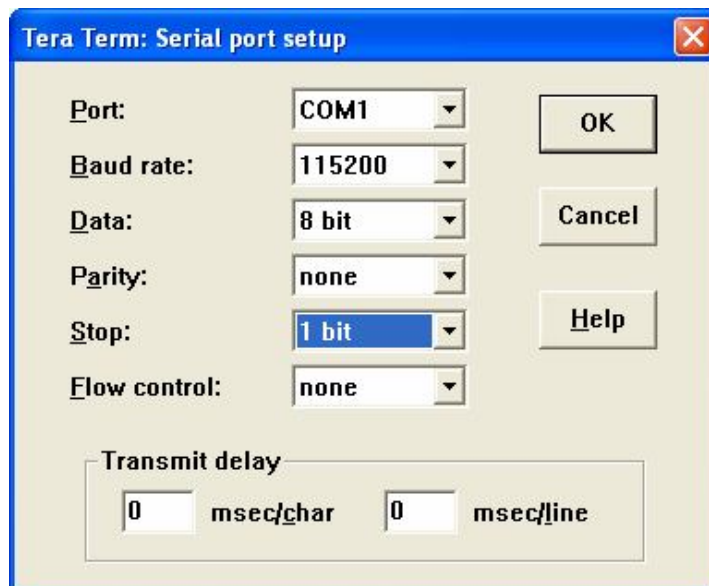 Tera Term: Serial port setup
Port: COM1
OK
Baud rate: 115200
Data: 8 bit
Cancel
Parity: none
Stop: 1 bit
Help
Flow control: none
Transmit delay
0 msec/char 0 msec/line